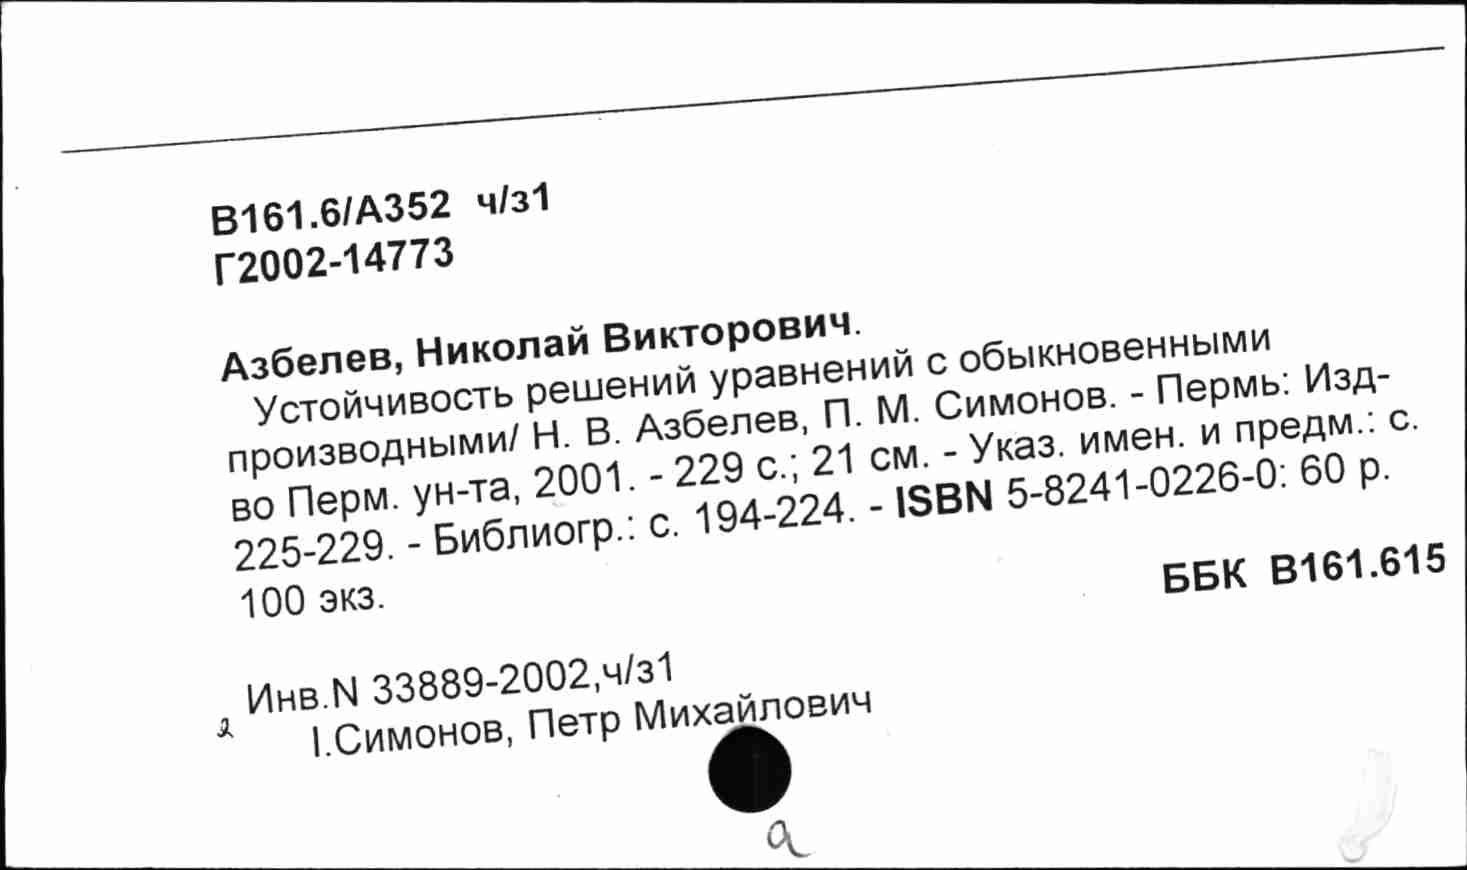 В161.6/А352 ч/з1
Г2002-14773
Азбелев, Николай Викторович.
Устойчивость решений уравнений с обыкновенными
производными/ Н. В. Азбелев, П. М. Симонов. - Пермь: Изд-
во Перм. ун-та, 2001. - 229 с.; 21 см. - Указ. имен. и предм.: с.
225-229. - Библиогр.: с. 194-224. - ISBN 5-8241-0226-0: 60 р.
100 экз.
ББК В161.615
Инв.N 33889-2002,ч/з1
2
I.Симонов, Петр Михайлович
а